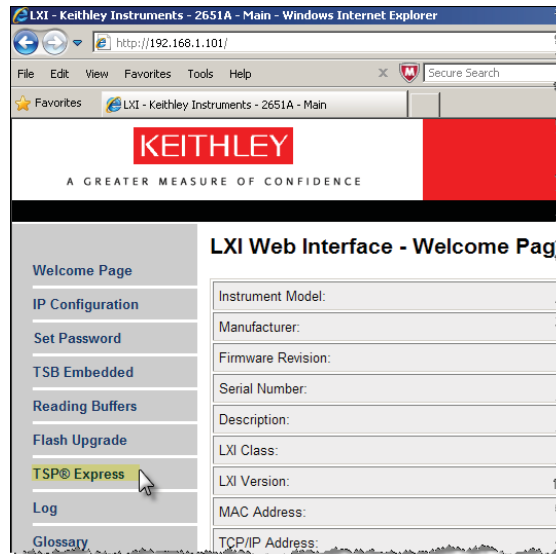 LXI - Keithley Instruments - 2651A - Main - Windows Internet Explorer
http://192.168.1.101/
File Edit View Favorites Tools Help
Secure Search
Favorites
LXI - Keithley Instruments - 2651A - Main
KEITHLEY
A GREATER MEASURE OF CONFIDENCE
LXI Web Interface - Welcome Pag
Welcome Page
IP Configuration
Set Password
TSB Embedded
Reading Buffers
Flash Upgrade
TSP® Express
Log
Glossary
Instrument Model:
Manufacturer:
Firmware Revision:
Serial Number:
Description:
LXI Class:
LXI Version:
MAC Address:
TCP/IP Address: